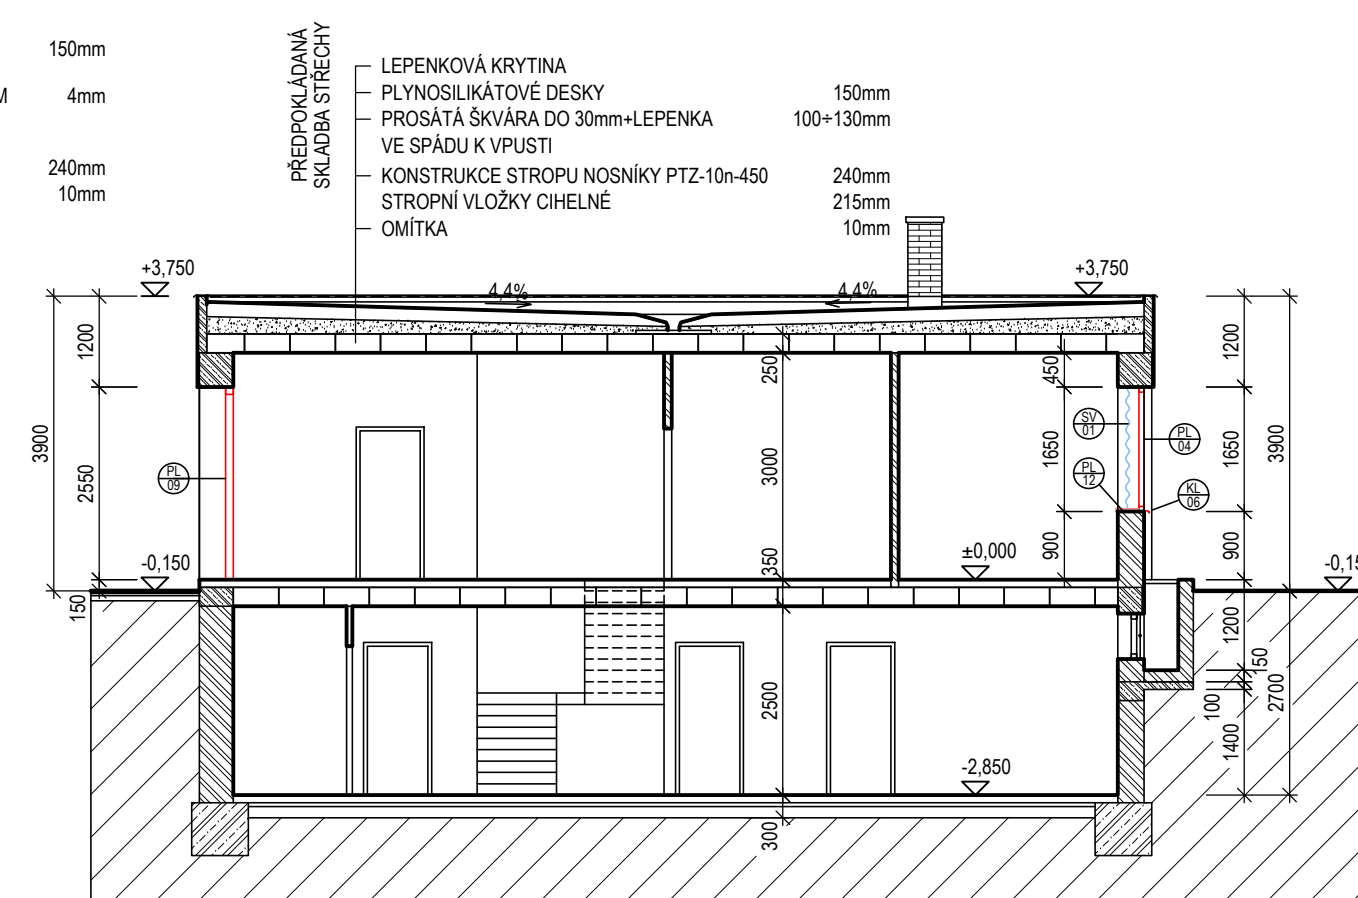 150mm
M 4mm
240mm
10mm
PŘEDPOKLÁDANÁ
SKLADBA STŘECHY
LEPENKOVÁ KRYTINA
PLYNOSILIKÁTOVÉ DESKY 150mm
PROSÁTÁ ŠKVÁRA DO 30mm+LEPENKA 100÷130mm
VE SPÁDU K VPUSTI
KONSTRUKCE STROPU NOSNÍKY PTZ-10n-450 240mm
STROPNÍ VLOŽKY CIHELNÉ 215mm
OMÍTKA 10mm
+3,750
+3,750
4,4%
4,4%
1200
250
450
1200
3900
2550
PL
09
3000
1650
SV
01
PL
12
PL
04
KL
06
1650
3900
-0,150
150
350
±0,000
900
900
-0,15
2500
1200
150
100
2700
1400
-2,850
300